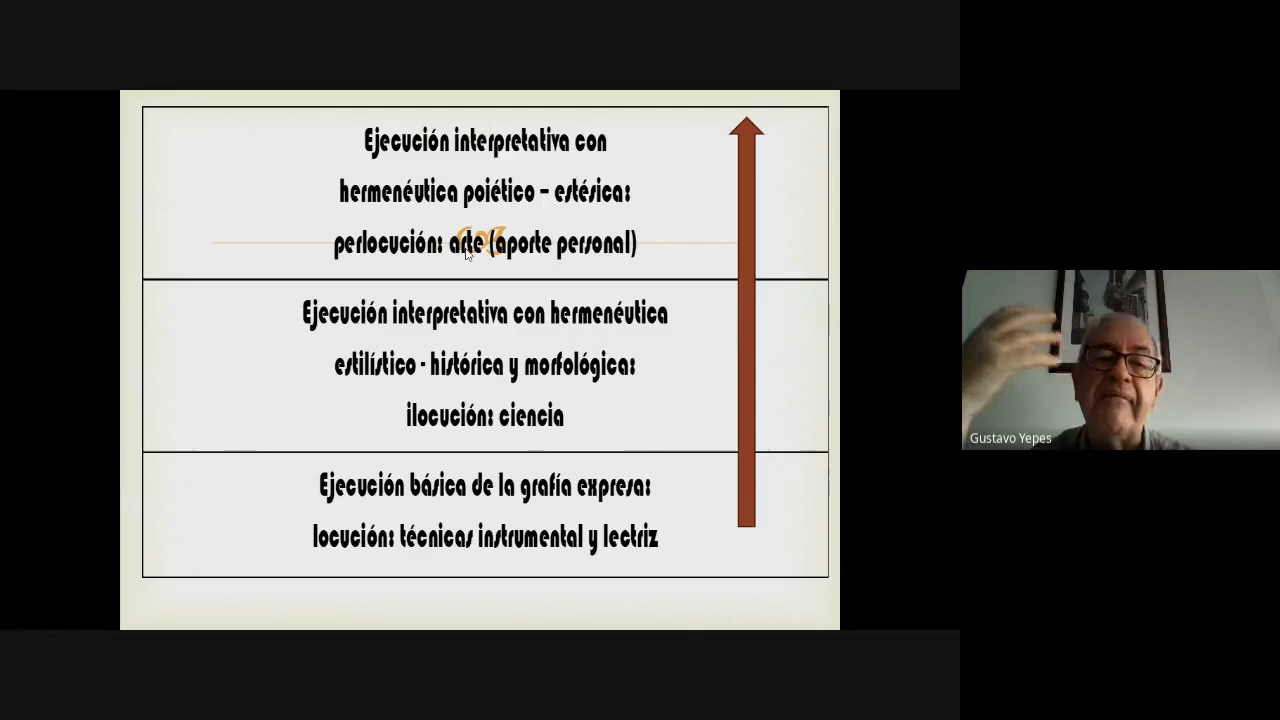 Ejecución interpretativa con
hermenéutica poiético – estésica:
perlocución: arte (aporte personal)
Ejecución interpretativa con hermenéutica
estilístico - histórica y morfológica:
ilocución: ciencia
Ejecución básica de la grafía expresa:
locución: técnicas instrumental y lectriz
Gustavo Yepes